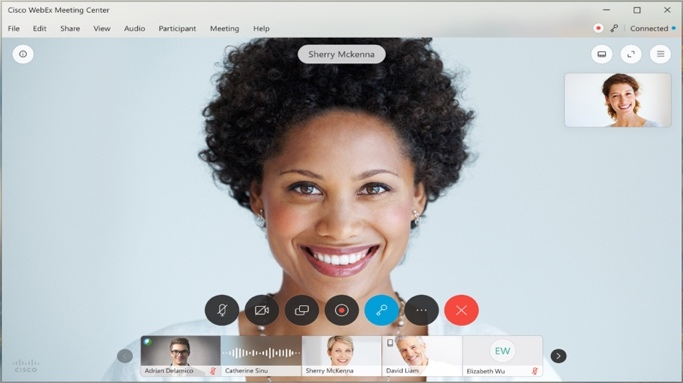 Cisco WebEx Meeting Center
File Edit Share View Audio Participant Meeting Help
Connected
Sherry Mckenna
Adrian Delamico
Catherine Sinu
Sherry McKenna
David Liam
EW
Elizabeth Wu
CISCO